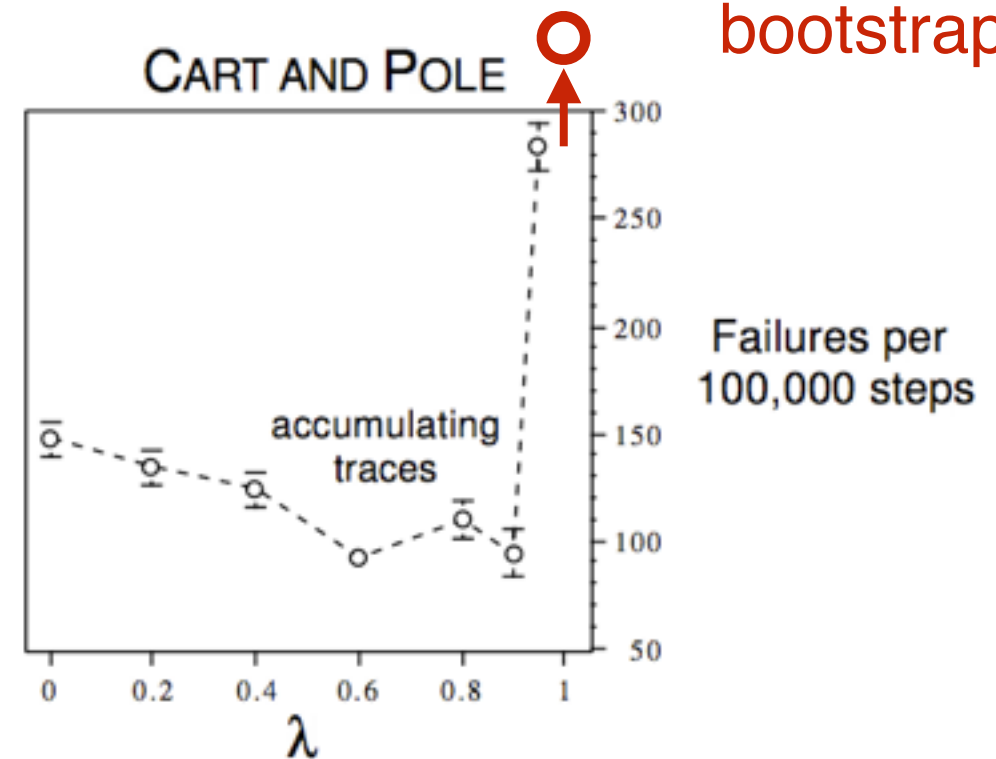 bootstrap
CART AND POLE
300
250
200
150
100
50
Failures per
100,000 steps
accumulating
traces
0 0.2 0.4 0.6 0.8 1
λ